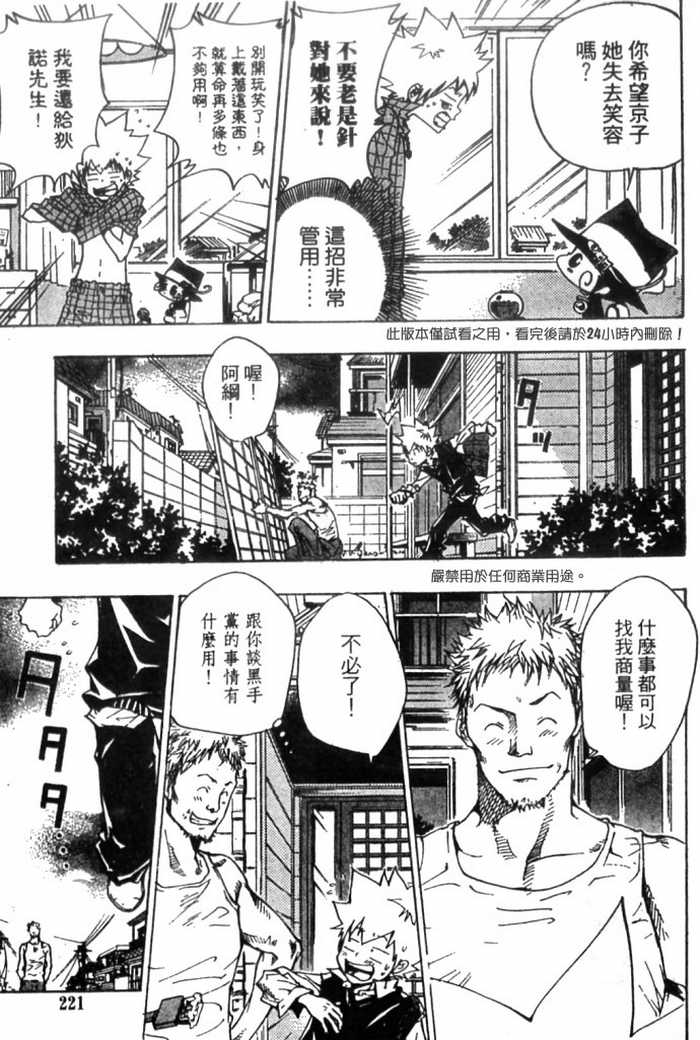 你希望京子
她失去笑容
嗎？
不要老是針
對她來說！
這招非常
管用……
別開玩笑了！身
上戴著這東西，
就算命再多條也
不夠用啊！
我要還給狄
諾先生！
此版本僅試看之用，看完後請於24小時內刪除！
喔！
阿綱！
タッ
嚴禁用於任何商業用途。
什麼事都可以
找我商量喔！
不必了！
跟你談黑手
黨的事情有
什麼用！
タタ
221